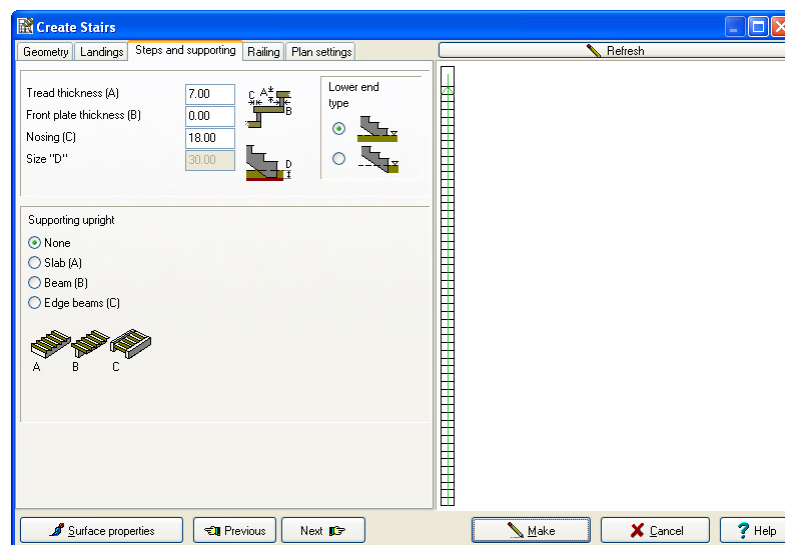 Create Stairs
Geometry Landings Steps and supporting Railing Plan settings
Refresh
Tread thickness (A) 7.00
Front plate thickness (B) 0.00
Nosing (C) 18.00
Size "D" 30.00
C A
B
D
Lower end
type
Supporting upright
None
Slab (A)
Beam (B)
Edge beams (C)
A B C
Surface properties Previous Next Make Cancel Help